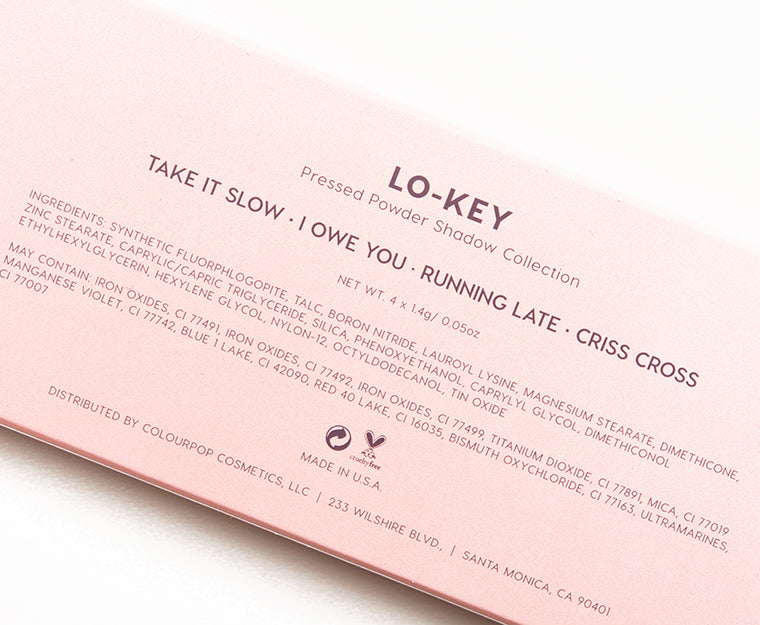 LO-KEY
Pressed Powder Shadow Collection
TAKE IT SLOW · I OWE YOU · RUNNING LATE · CRISS CROSS
NET WT. 4 x 1.4g/ 0.05oz
INGREDIENTS: SYNTHETIC FLUORPHLOGOPITE, TALC, BORON NITRIDE, LAUROYL LYSINE, MAGNESIUM STEARATE, DIMETHICONE,
ZINC STEARATE, CAPRYLIC/CAPRIC TRIGLYCERIDE, SILICA, PHENOXYETHANOL, CAPRYLYL GLYCOL, DIMETHICONOL
ETHYLHEXYLGLYCERIN, HEXYLENE GLYCOL, NYLON-12, OCTYLDODECANOL, TIN OXIDE
MAY CONTAIN: IRON OXIDES, CI 77491, IRON OXIDES, CI 77492, IRON OXIDES, CI 77499, TITANIUM DIOXIDE, CI 77891, MICA, CI 77019
MANGANESE VIOLET, CI 77742, BLUE 1 LAKE, CI 42090, RED 40 LAKE, CI 16035, BISMUTH OXYCHLORIDE, CI 77163, ULTRAMARINES,
CI 77007
crueltyfree
MADE IN U.S.A.
DISTRIBUTED BY COLOURPOP COSMETICS, LLC | 233 WILSHIRE BLVD., | SANTA MONICA, CA 90401